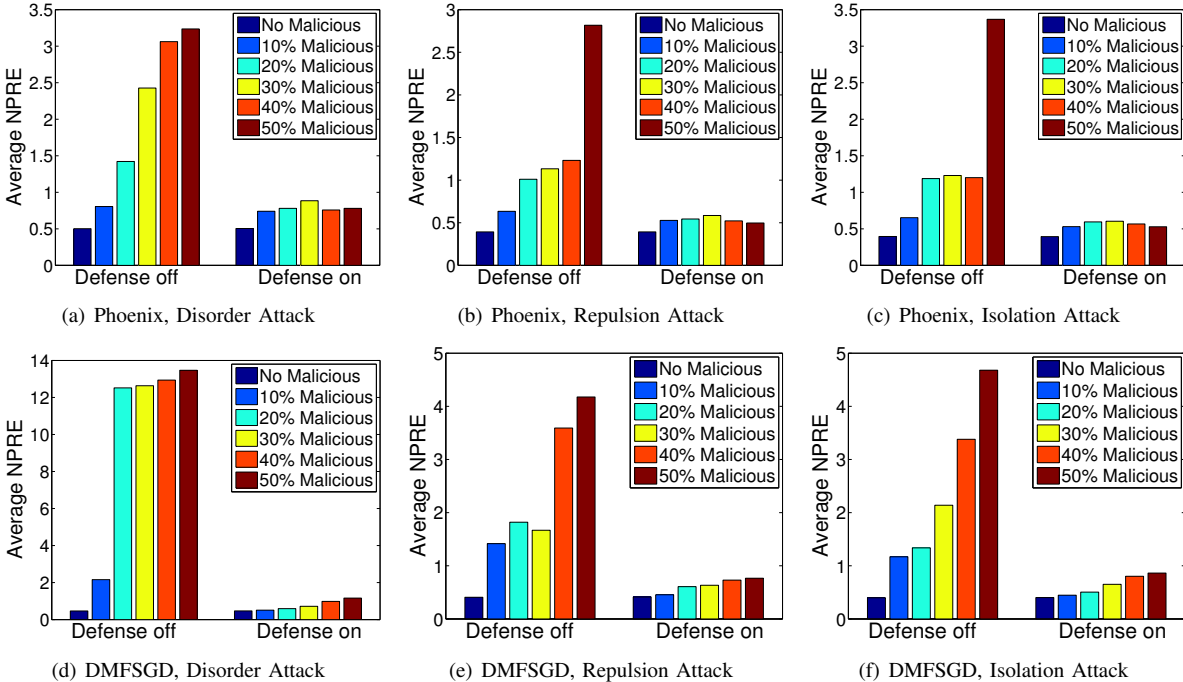 3.5
3
2.5
2
1.5
1
0.5
0
Average NPRE
No Malicious
10% Malicious
20% Malicious
30% Malicious
40% Malicious
50% Malicious
Defense off
Defense on
(a) Phoenix, Disorder Attack
3
2.5
2
1.5
1
0.5
0
Average NPRE
No Malicious
10% Malicious
20% Malicious
30% Malicious
40% Malicious
50% Malicious
Defense off
Defense on
(b) Phoenix, Repulsion Attack
3.5
3
2.5
2
1.5
1
0.5
0
Average NPRE
No Malicious
10% Malicious
20% Malicious
30% Malicious
40% Malicious
50% Malicious
Defense off
Defense on
(c) Phoenix, Isolation Attack
14
12
10
8
6
4
2
0
Average NPRE
No Malicious
10% Malicious
20% Malicious
30% Malicious
40% Malicious
50% Malicious
Defense off
Defense on
(d) DMFSGD, Disorder Attack
5
4
3
2
1
0
Average NPRE
No Malicious
10% Malicious
20% Malicious
30% Malicious
40% Malicious
50% Malicious
Defense off
Defense on
(e) DMFSGD, Repulsion Attack
5
4
3
2
1
0
Average NPRE
No Malicious
10% Malicious
20% Malicious
30% Malicious
40% Malicious
50% Malicious
Defense off
Defense on
(f) DMFSGD, Isolation Attack